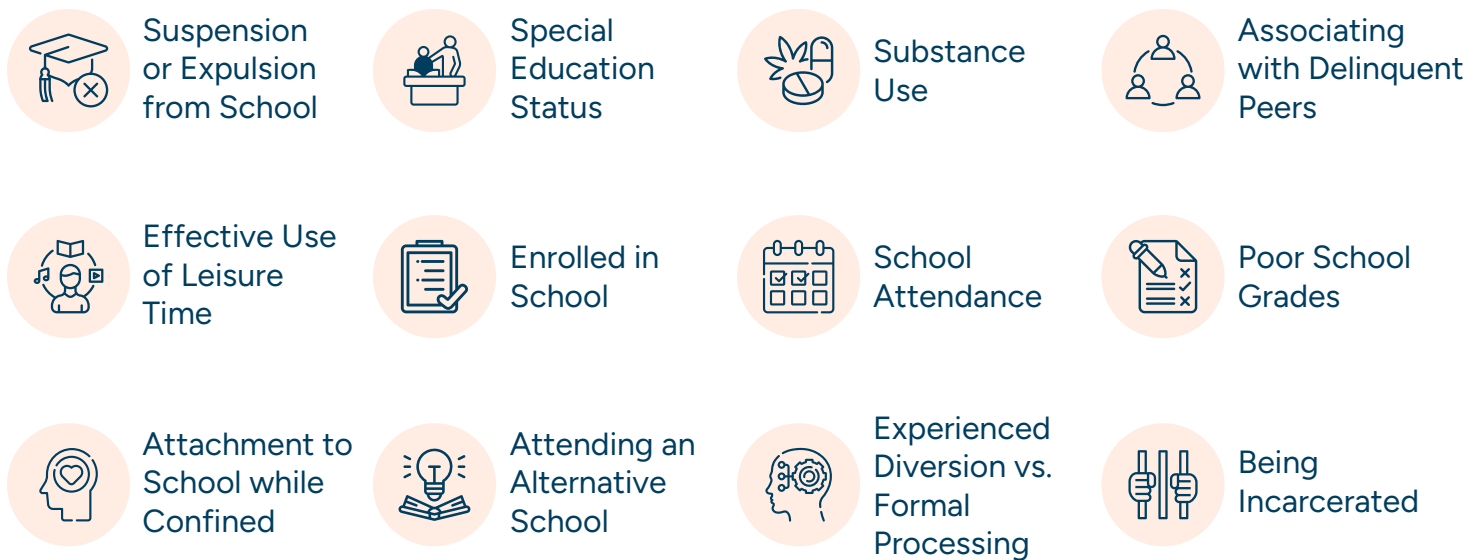 Suspension
or Expulsion
from School
Special
Education
Status
Substance
Use
Associating
with Delinquent
Peers
Effective Use
of Leisure
Time
Enrolled in
School
School
Attendance
Poor School
Grades
Attachment to
School while
Confined
Attending an
Alternative
School
Experienced
Diversion vs.
Formal
Processing
Being
Incarcerated